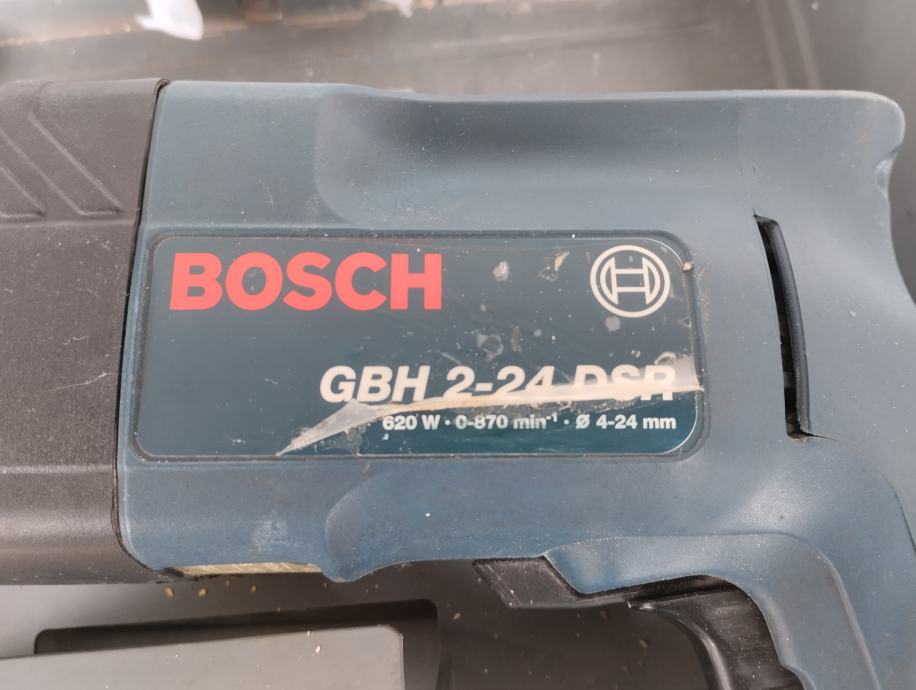 BOSCH
GBH 2-24 DSR
620 W · 0-870 min⁻¹ · Ø 4-24 mm